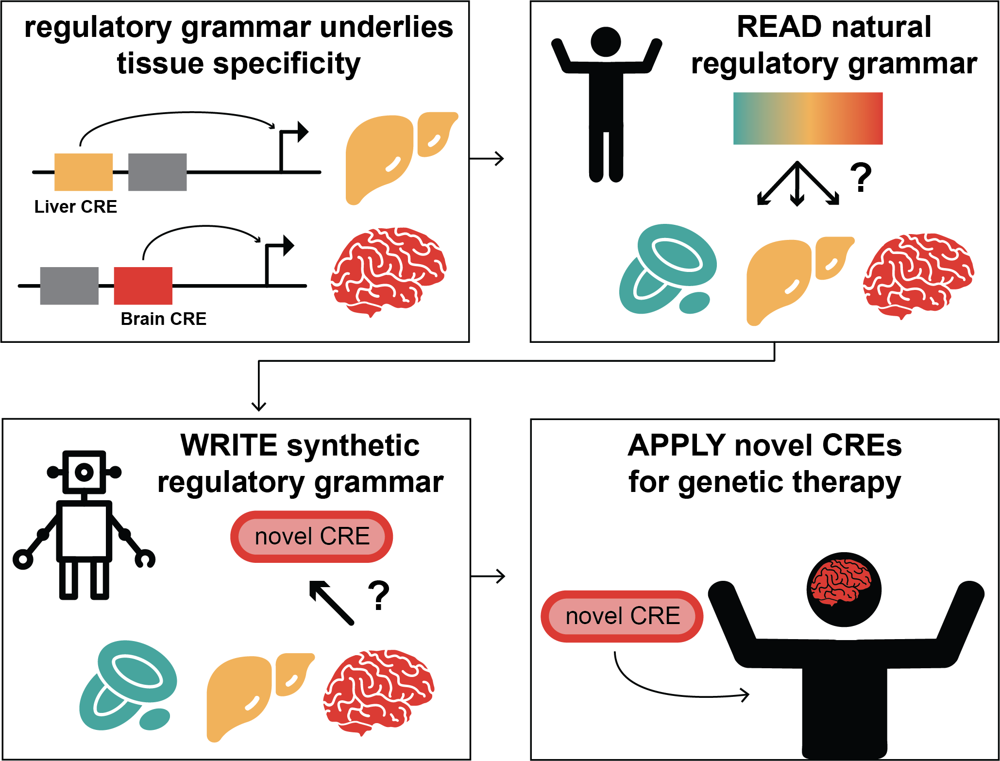 regulatory grammar underlies
tissue specificity
Liver CRE
Brain CRE
READ natural
regulatory grammar
?
WRITE synthetic
regulatory grammar
novel CRE
?
APPLY novel CREs
for genetic therapy
novel CRE